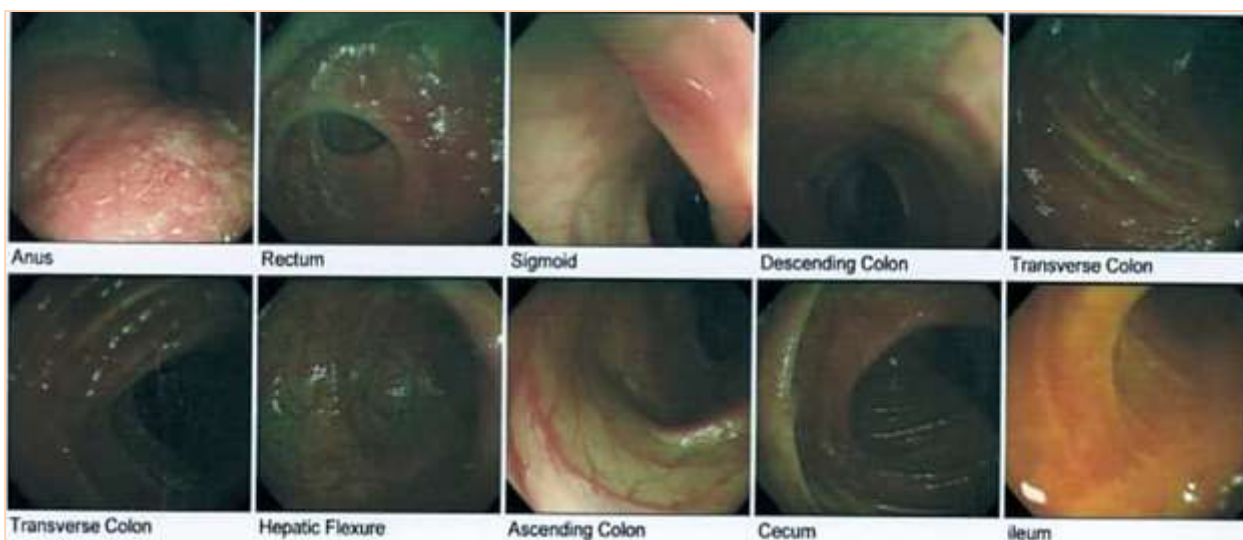 Anus Rectum Sigmoid Descending Colon Transverse Colon
Transverse Colon Hepatic Flexure Ascending Colon Cecum ileum